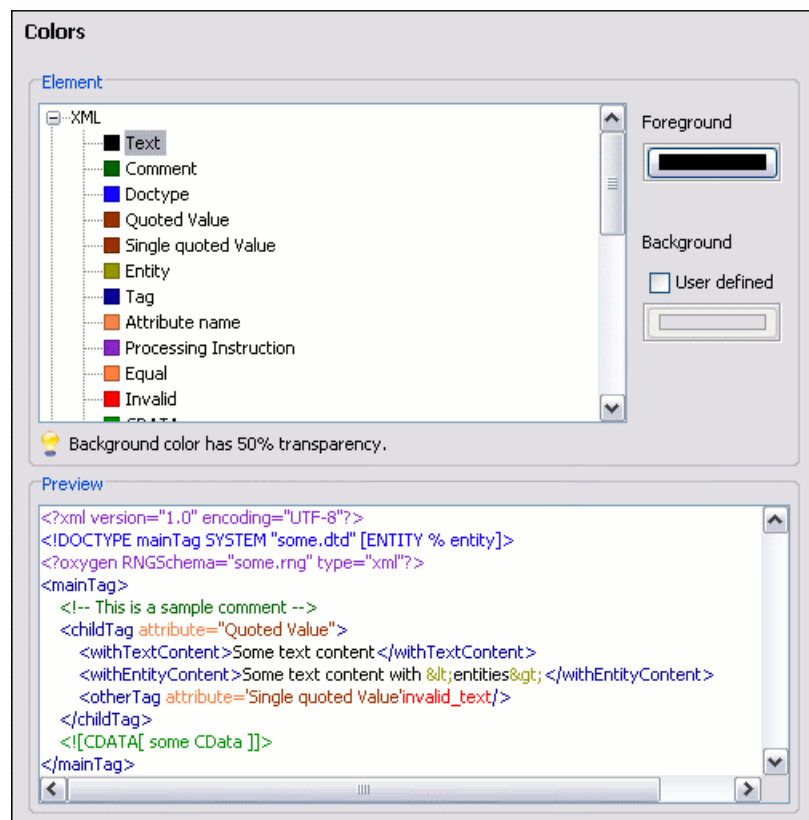 Colors
Element
XML
Text
Comment
Doctype
Quoted Value
Single quoted Value
Entity
Tag
Attribute name
Processing Instruction
Equal
Invalid
CDATA
Foreground
Background
User defined
Background color has 50% transparency.
Preview
<?xml version="1.0" encoding="UTF-8"?>
<!DOCTYPE mainTag SYSTEM "some.dtd" [ENTITY % entity]>
<?oxygen RNGSchema="some.rng" type="xml"?>
<mainTag>
<!-- This is a sample comment -->
<childTag attribute="Quoted Value">
<withTextContent>Some text content</withTextContent>
<withEntityContent>Some text content with &lt;entities&gt; </withEntityContent>
<otherTag attribute='Single quoted Value'invalid_text/>
</childTag>
<![CDATA[ some CData ]]>
</mainTag>